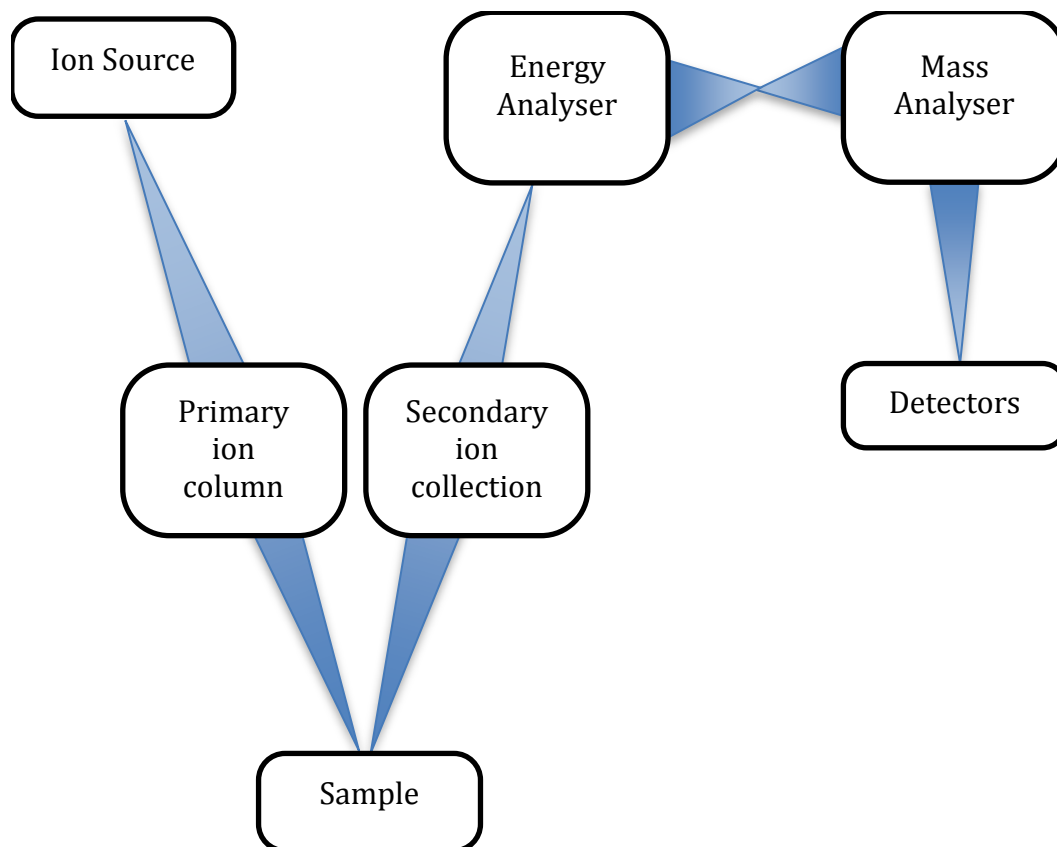 Ion Source
Energy
Analyser
Mass
Analyser
Primary
ion
column
Secondary
ion
collection
Detectors
Sample